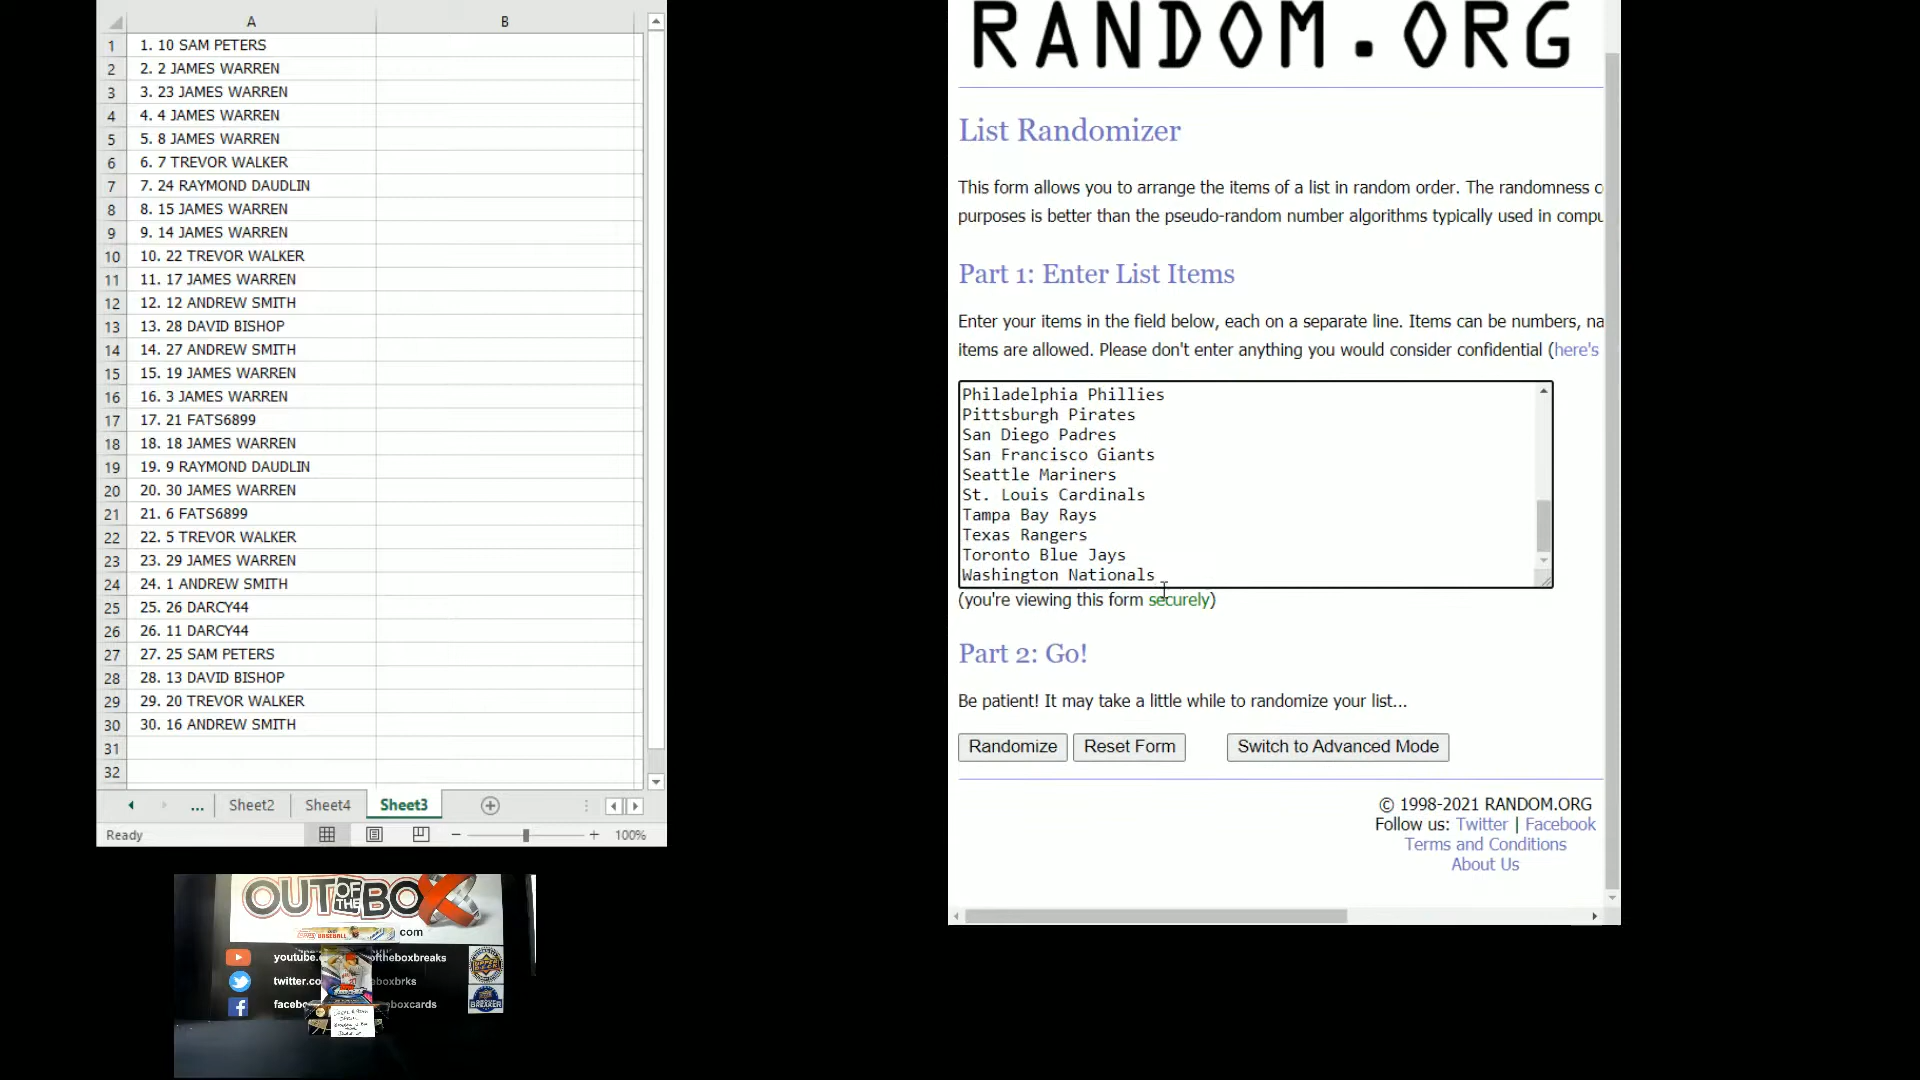 A
B
1 1. 10 SAM PETERS
2 2. 2 JAMES WARREN
3 3. 23 JAMES WARREN
4 4. 4 JAMES WARREN
5 5. 8 JAMES WARREN
6 6. 7 TREVOR WALKER
7 7. 24 RAYMOND DAUDLIN
8 8. 15 JAMES WARREN
9 9. 14 JAMES WARREN
10 10. 22 TREVOR WALKER
11 11. 17 JAMES WARREN
12 12. 12 ANDREW SMITH
13 13. 28 DAVID BISHOP
14 14. 27 ANDREW SMITH
15 15. 19 JAMES WARREN
16 16. 3 JAMES WARREN
17 17. 21 FATS6899
18 18. 18 JAMES WARREN
19 19. 9 RAYMOND DAUDLIN
20 20. 30 JAMES WARREN
21 21. 6 FATS6899
22 22. 5 TREVOR WALKER
23 23. 29 JAMES WARREN
24 24. 1 ANDREW SMITH
25 25. 26 DARCY44
26 26. 11 DARCY44
27 27. 25 SAM PETERS
28 28. 13 DAVID BISHOP
29 29. 20 TREVOR WALKER
30 30. 16 ANDREW SMITH
31
32
... Sheet2 Sheet4 Sheet3
Ready 100%
OUT OF THE BOX
com
youtube.c oftheboxbreaks
twitter.co eboxbrks
facebo eboxcards
RANDOM.ORG
List Randomizer
This form allows you to arrange the items of a list in random order. The randomness c
purposes is better than the pseudo-random number algorithms typically used in compu
Part 1: Enter List Items
Enter your items in the field below, each on a separate line. Items can be numbers, na
items are allowed. Please don't enter anything you would consider confidential (here's
Philadelphia Phillies
Pittsburgh Pirates
San Diego Padres
San Francisco Giants
Seattle Mariners
St. Louis Cardinals
Tampa Bay Rays
Texas Rangers
Toronto Blue Jays
Washington Nationals
(you're viewing this form securely)
Part 2: Go!
Be patient! It may take a little while to randomize your list...
Randomize Reset Form Switch to Advanced Mode
© 1998-2021 RANDOM.ORG
Follow us: Twitter | Facebook
Terms and Conditions
About Us